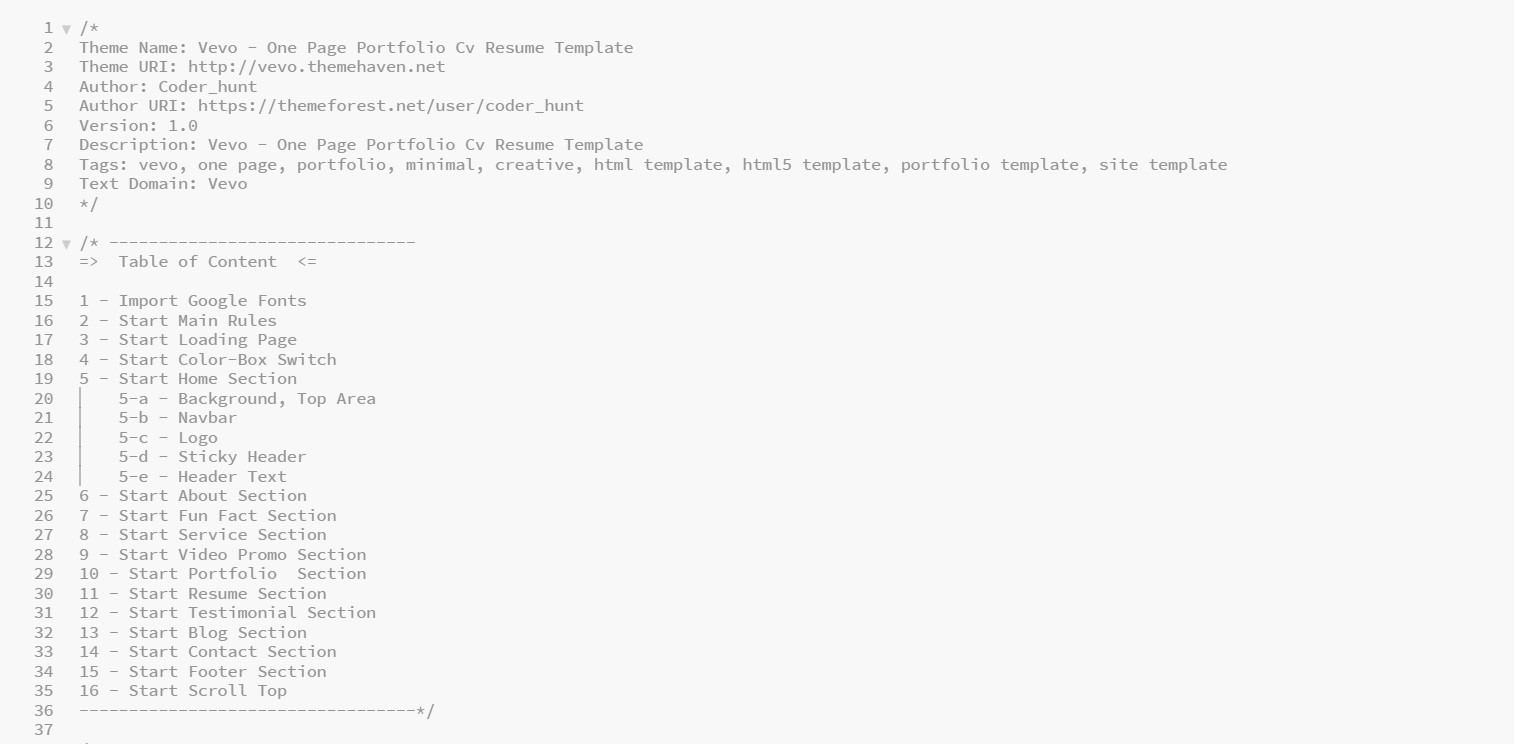 1 /*
2 Theme Name: Vevo - One Page Portfolio Cv Resume Template
3 Theme URI: http://vevo.themehaven.net
4 Author: Coder_hunt
5 Author URI: https://themeforest.net/user/coder_hunt
6 Version: 1.0
7 Description: Vevo - One Page Portfolio Cv Resume Template
8 Tags: vevo, one page, portfolio, minimal, creative, html template, html5 template, portfolio template, site template
9 Text Domain: Vevo
10 */
11
12 /* -------------------------------
13 =>  Table of Content  <=
14
15 1 - Import Google Fonts
16 2 - Start Main Rules
17 3 - Start Loading Page
18 4 - Start Color-Box Switch
19 5 - Start Home Section
20     5-a - Background, Top Area
21     5-b - Navbar
22     5-c - Logo
23     5-d - Sticky Header
24     5-e - Header Text
25 6 - Start About Section
26 7 - Start Fun Fact Section
27 8 - Start Service Section
28 9 - Start Video Promo Section
29 10 - Start Portfolio  Section
30 11 - Start Resume Section
31 12 - Start Testimonial Section
32 13 - Start Blog Section
33 14 - Start Contact Section
34 15 - Start Footer Section
35 16 - Start Scroll Top
36 ----------------------------------*/
37